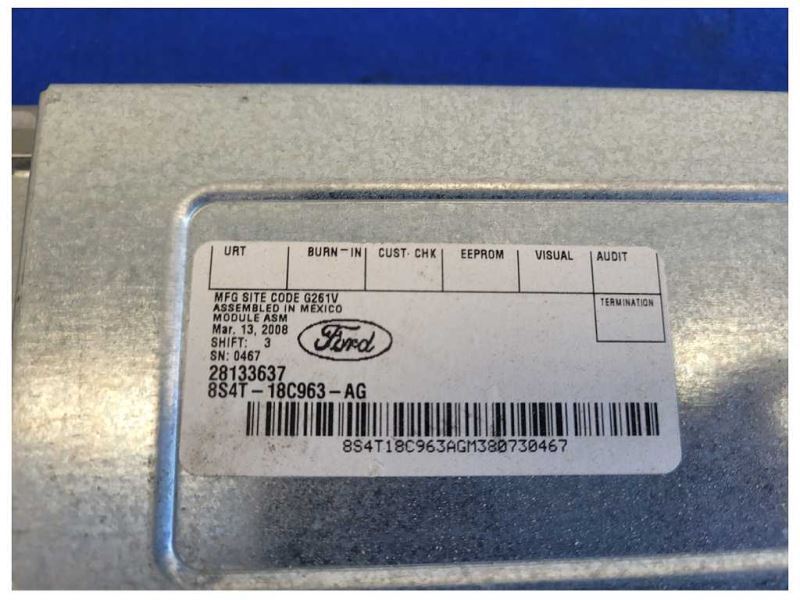 URT BURN-IN CUST. CHK EEPROM VISUAL AUDIT
TERMINATION
MFG SITE CODE G261V
ASSEMBLED IN MEXICO
MODULE ASM
Mar. 13, 2008
SHIFT: 3
SN: 0467
Ford
28133637
8S4T-18C963-AG
8S4T18C963AGM380730467